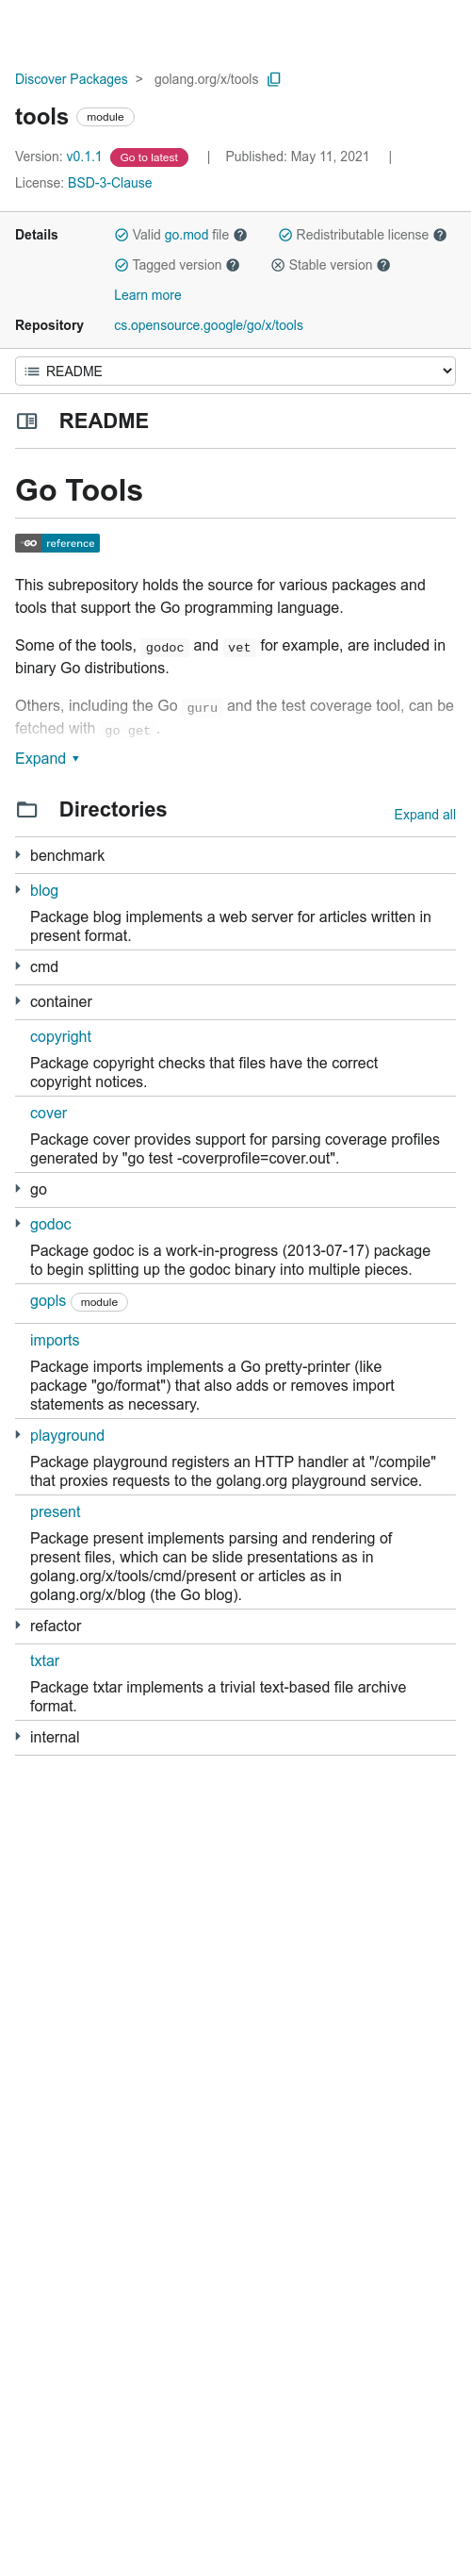 Discover Packages > golang.org/x/tools
tools module
Version: v0.1.1 Go to latest | Published: May 11, 2021 |
License: BSD-3-Clause
Details Valid go.mod file Redistributable license
Tagged version Stable version
Learn more
Repository cs.opensource.google/go/x/tools
README
README
Go Tools
GO reference
This subrepository holds the source for various packages and
tools that support the Go programming language.
Some of the tools, godoc and vet for example, are included in
binary Go distributions.
Others, including the Go guru and the test coverage tool, can be
fetched with go get.
Expand
Directories Expand all
benchmark
blog
Package blog implements a web server for articles written in
present format.
cmd
container
copyright
Package copyright checks that files have the correct
copyright notices.
cover
Package cover provides support for parsing coverage profiles
generated by "go test -coverprofile=cover.out".
go
godoc
Package godoc is a work-in-progress (2013-07-17) package
to begin splitting up the godoc binary into multiple pieces.
gopls module
imports
Package imports implements a Go pretty-printer (like
package "go/format") that also adds or removes import
statements as necessary.
playground
Package playground registers an HTTP handler at "/compile"
that proxies requests to the golang.org playground service.
present
Package present implements parsing and rendering of
present files, which can be slide presentations as in
golang.org/x/tools/cmd/present or articles as in
golang.org/x/blog (the Go blog).
refactor
txtar
Package txtar implements a trivial text-based file archive
format.
internal